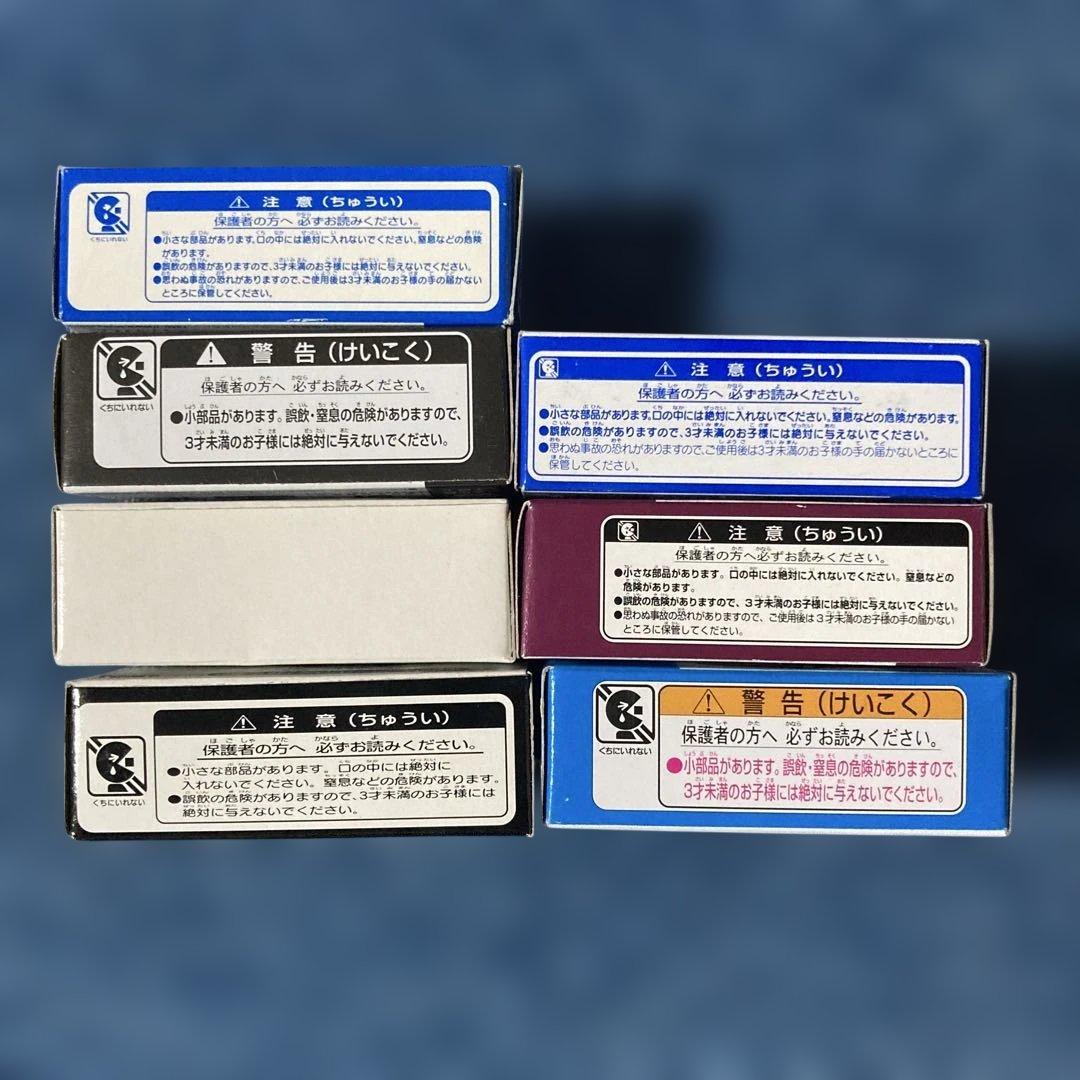 くちにいれない
⚠ 注意(ちゅうい)
保護者の方へ 必ずお読みください。
●小さな部品があります。口の中には絶対に入れないでください。窒息などの危険
があります。
●誤飲の危険がありますので、3才未満のお子様には絶対に与えないでください。
●思わぬ事故の恐れがありますので、ご使用後は3才未満のお子様の手の届かない
ところに保管してください。
くちにいれない
⚠ 警告(けいこく)
保護者の方へ 必ずお読みください。
●小部品があります。誤飲・窒息の危険がありますので、
3才未満のお子様には絶対に与えないでください。
くちにいれない
⚠ 注意(ちゅうい)
保護者の方へ 必ずお読みください。
●小さな部品があります。口の中には絶対に
入れないでください。窒息などの危険があります。
●誤飲の危険がありますので、3才未満のお子様には
絶対に与えないでください。
⚠ 注意(ちゅうい)
保護者の方へ 必ずお読みください。
●小さな部品があります。口の中には絶対に入れないでください。窒息などの危険があります。
●誤飲の危険がありますので、3才未満のお子様には絶対に与えないでください。
●思わぬ事故の恐れがありますので、ご使用後は3才未満のお子様の手の届かないところに
保管してください。
⚠ 注意(ちゅうい)
保護者の方へ必ずお読みください。
●小さな部品があります。口の中には絶対に入れないでください。窒息などの
危険があります。
●誤飲の危険がありますので、3才未満のお子様には絶対に与えないでください。
●思わぬ事故の恐れがありますので、ご使用後は3才未満のお子様の手の届かない
ところに保管してください。
くちにいれない
⚠ 警告(けいこく)
保護者の方へ 必ずお読みください。
●小部品があります。誤飲・窒息の危険がありますので、
3才未満のお子様には絶対に与えないでください。